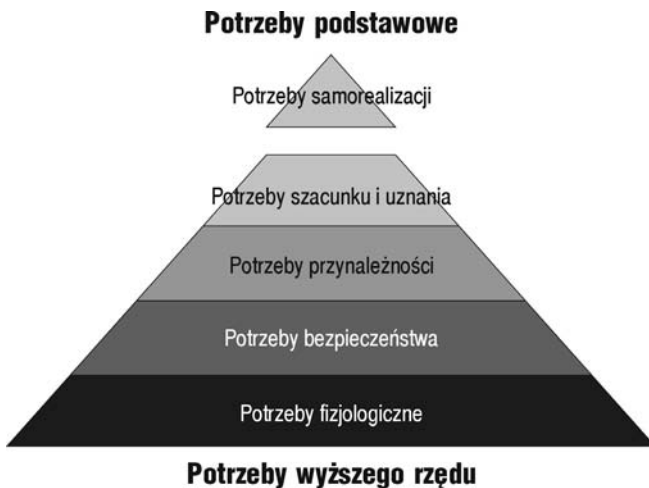 Potrzeby podstawowe
Potrzeby samorealizacji
Potrzeby szacunku i uznania
Potrzeby przynależności
Potrzeby bezpieczeństwa
Potrzeby fizjologiczne
Potrzeby wyższego rzędu